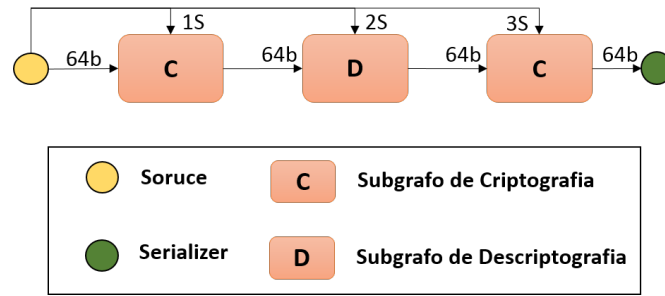 1S 2S 3S
64b C 64b D 64b C 64b
Soruce C Subgrafo de Criptografia
Serializer D Subgrafo de Descriptografia